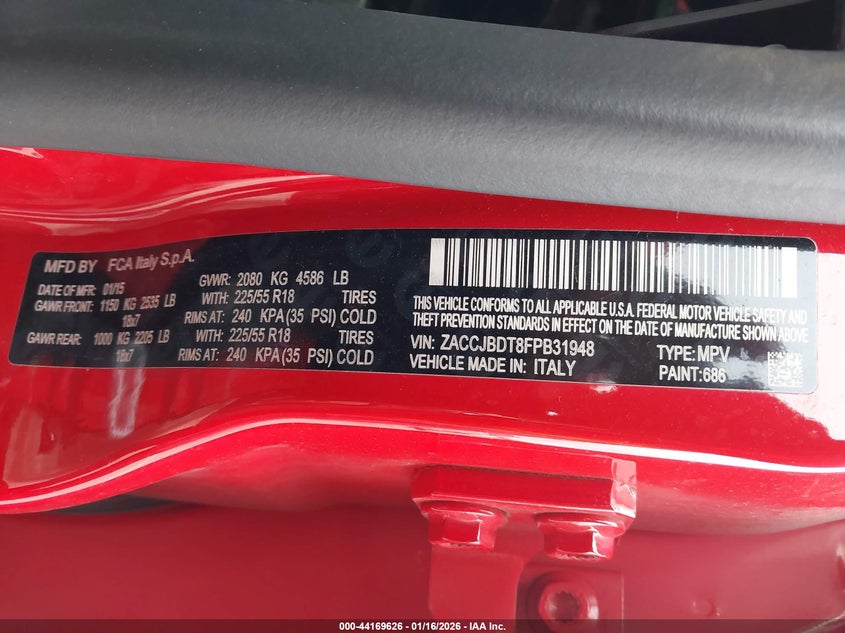 MFD BY FCA Italy S.p.A.
DATE OF MFR: 01/15 GVWR: 2080 KG 4586 LB
GAWR FRONT: 1150 KG 2535 LB WITH: 225/55 R18 TIRES
18x7 RIMS AT: 240 KPA (35 PSI) COLD
GAWR REAR: 1000 KG 2205 LB WITH: 225/55 R18 TIRES
18x7 RIMS AT: 240 KPA (35 PSI) COLD
THIS VEHICLE CONFORMS TO ALL APPLICABLE U.S.A. FEDERAL MOTOR VEHICLE SAFETY AND
THEFT PREVENTION STANDARDS IN EFFECT ON THE DATE OF MANUFACTURE SHOWN ABOVE.
VIN: ZACCJBDT8FPB31948 TYPE: MPV
VEHICLE MADE IN: ITALY PAINT: 686
000-44169626 - 01/16/2026 - IAA Inc.